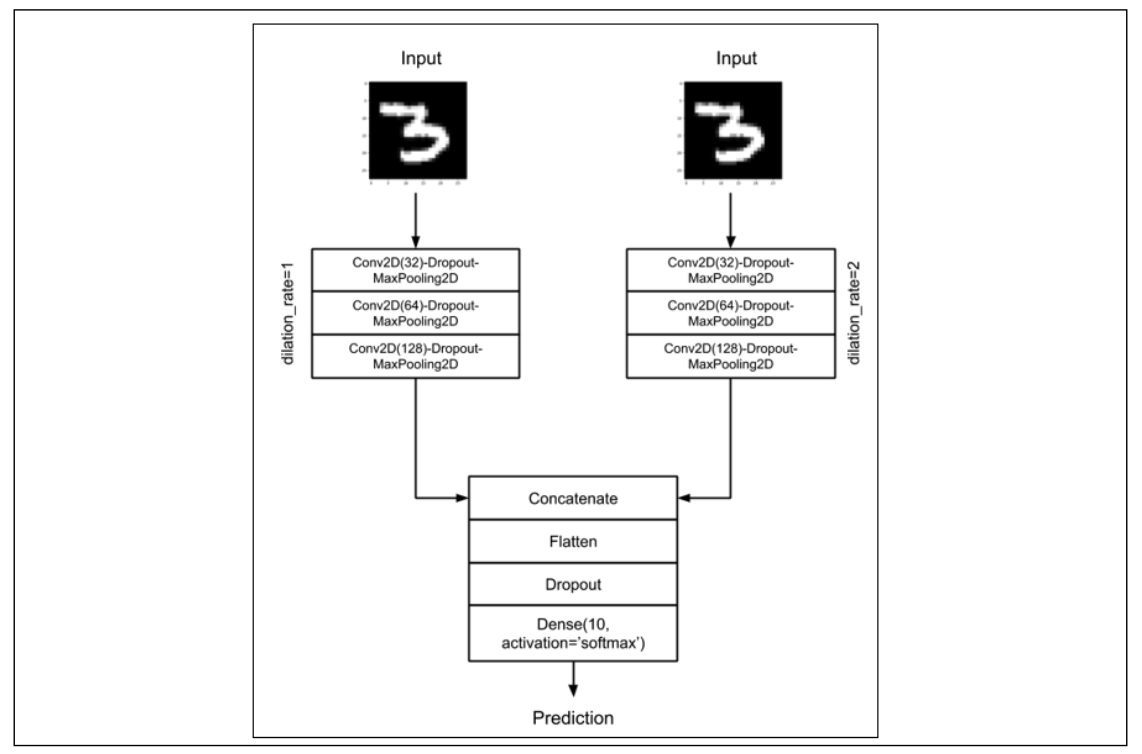 Input
Input
dilation_rate=1
Conv2D(32)-Dropout-
MaxPooling2D
Conv2D(64)-Dropout-
MaxPooling2D
Conv2D(128)-Dropout-
MaxPooling2D
Conv2D(32)-Dropout-
MaxPooling2D
Conv2D(64)-Dropout-
MaxPooling2D
Conv2D(128)-Dropout-
MaxPooling2D
dilation_rate=2
Concatenate
Flatten
Dropout
Dense(10,
activation='softmax')
Prediction